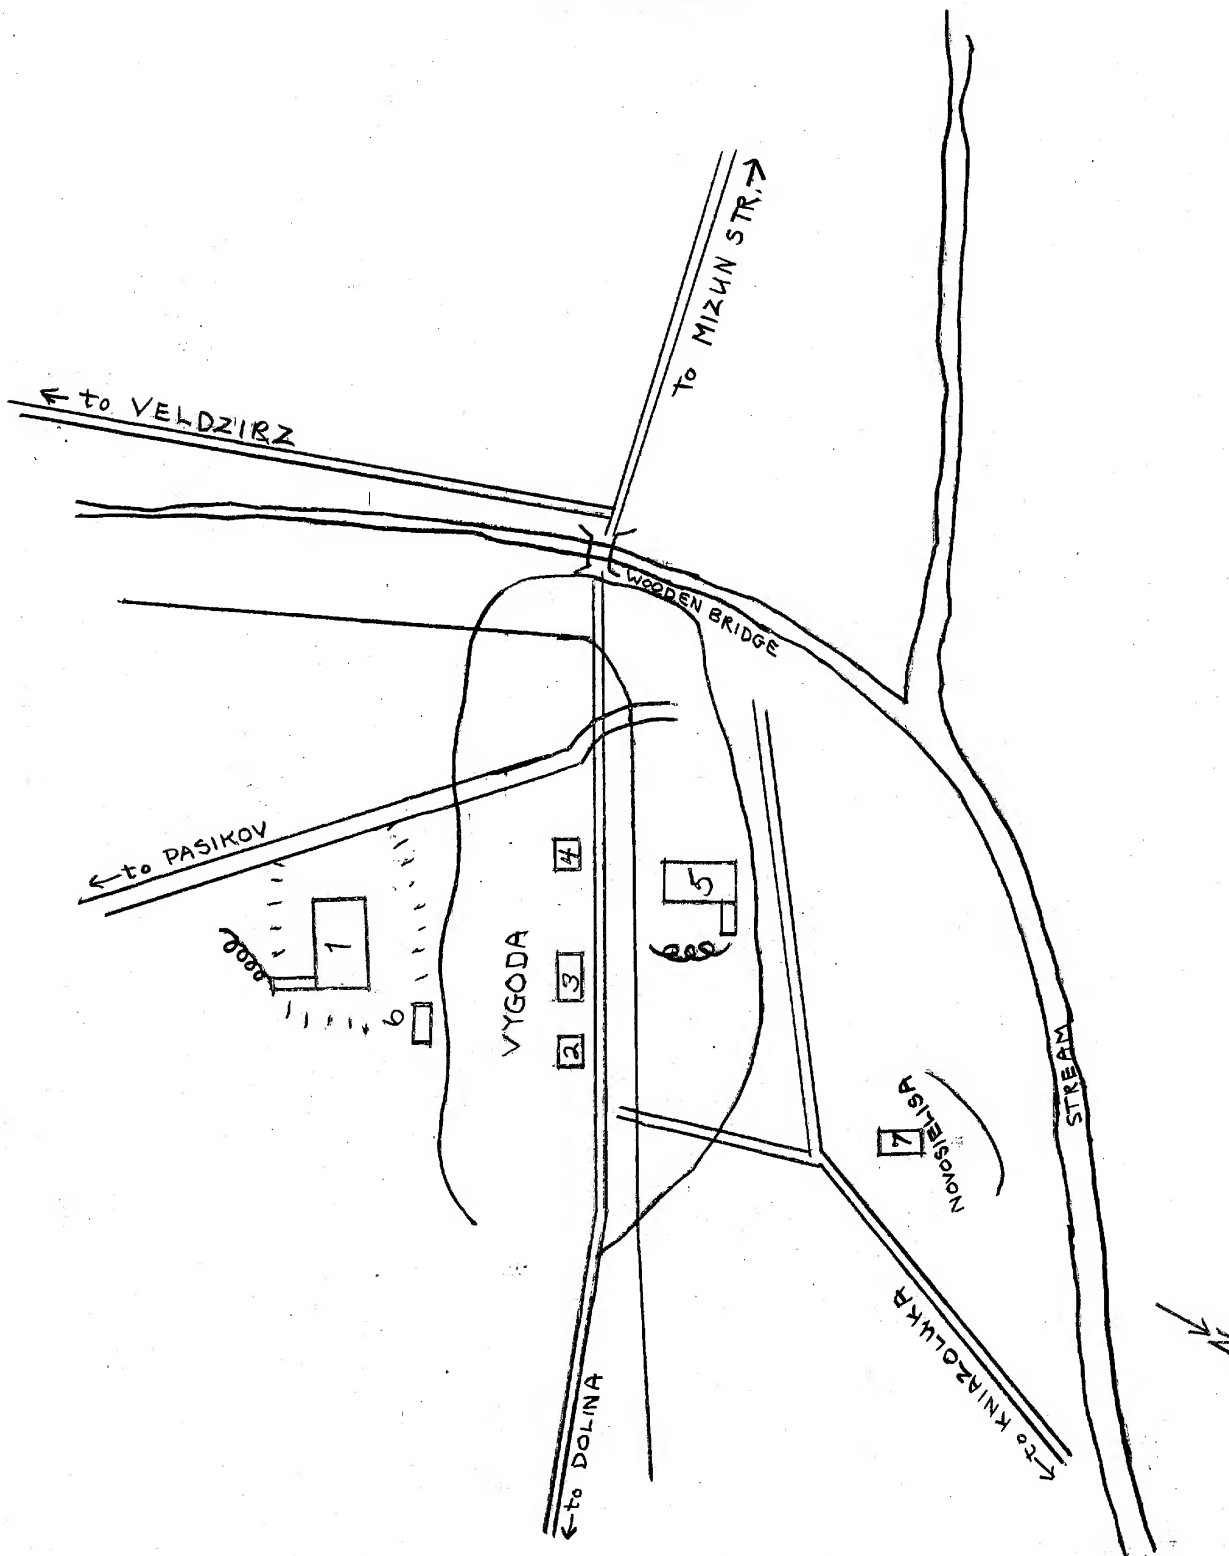 to MIZUN STR.
to VELDZIRZ
WOODEN BRIDGE
to PASIKOV
1
2
3
4
5
6
7
VYGODA
NOVOSIELISA
STREAM
to KNIAZOLUKA
to DOLINA
N